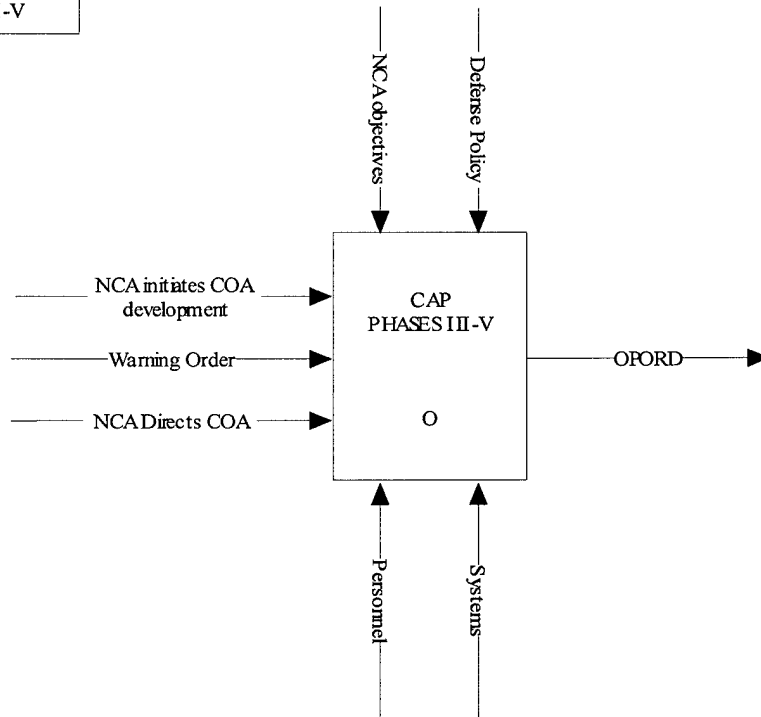 -V
NCA objectives
Defense Policy
NCA initiates COA
development
CAP
PHASES III-V
Warning Order
OPORD
NCA Directs COA
O
Personnel
Systems